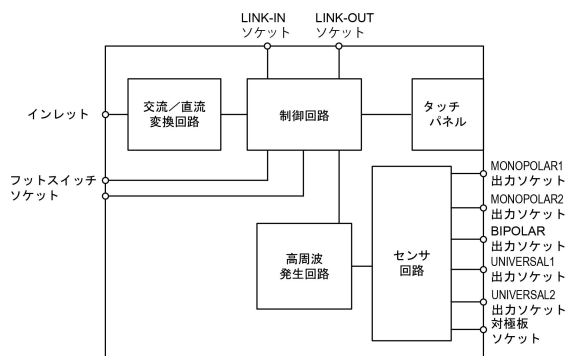 LINK-IN
ソケット
LINK-OUT
ソケット
インレット
交流／直流
変換回路
制御回路
タッチ
パネル
フットスイッチ
ソケット
高周波
発生回路
センサ
回路
MONOPOLAR1
出力ソケット
MONOPOLAR2
出力ソケット
BIPOLAR
出力ソケット
UNIVERSAL1
出力ソケット
UNIVERSAL2
出力ソケット
対極板
ソケット